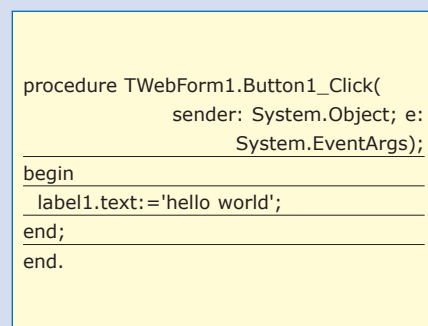 procedure TWebForm1.Button1_Click(
sender: System.Object; e:
System.EventArgs);
begin
label1.text:='hello world';
end;
end.